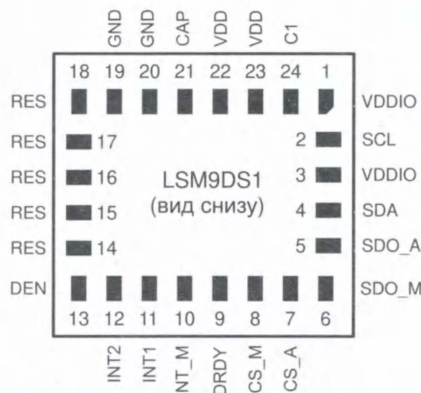 GND GND CAP VDD VDD C1
18 19 20 21 22 23 24 1
RES VDDIO
RES 17 2 SCL
RES 16 LSM9DS1 3 VDDIO
RES 15 (вид снизу) 4 SDA
RES 14 5 SDO_A
DEN SDO_M
13 12 11 10 9 8 7 6
INT2 INT1 NT_M DRDY CS_M CS_A